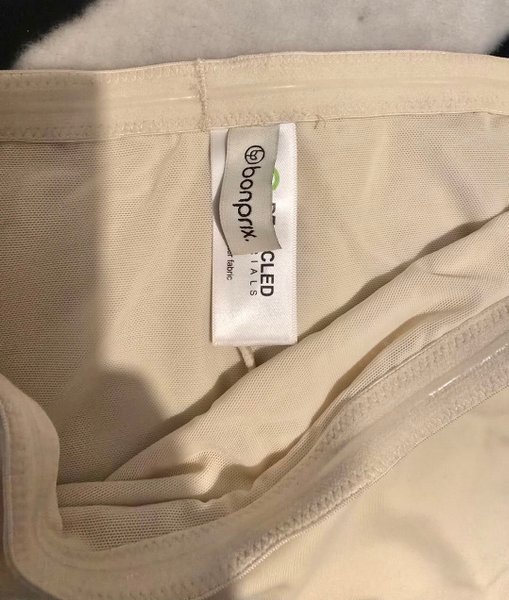 bonprix.
CLED
IALS
r fabric